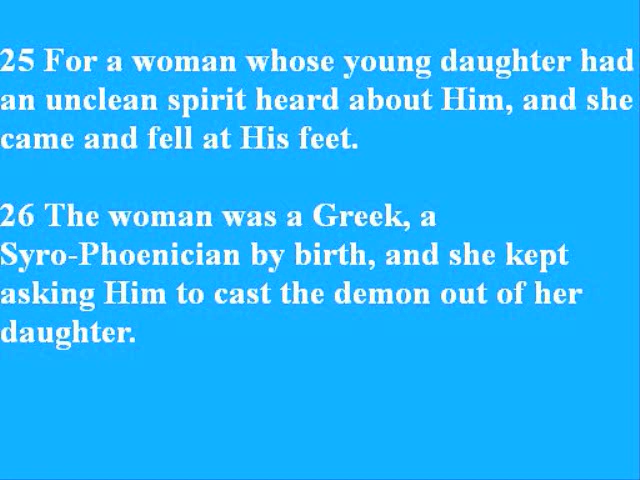 25 For a woman whose young daughter had
an unclean spirit heard about Him, and she
came and fell at His feet.
26 The woman was a Greek, a
Syro-Phoenician by birth, and she kept
asking Him to cast the demon out of her
daughter.